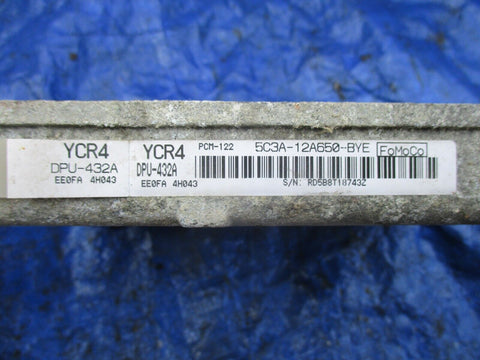 YCR4
DPU-432A
EE0FA 4H043
YCR4
DPU-432A
EE0FA 4H043
PCM-122 5C3A-12A650-BYE FoMoCo
S/N: RD5B8T18743Z